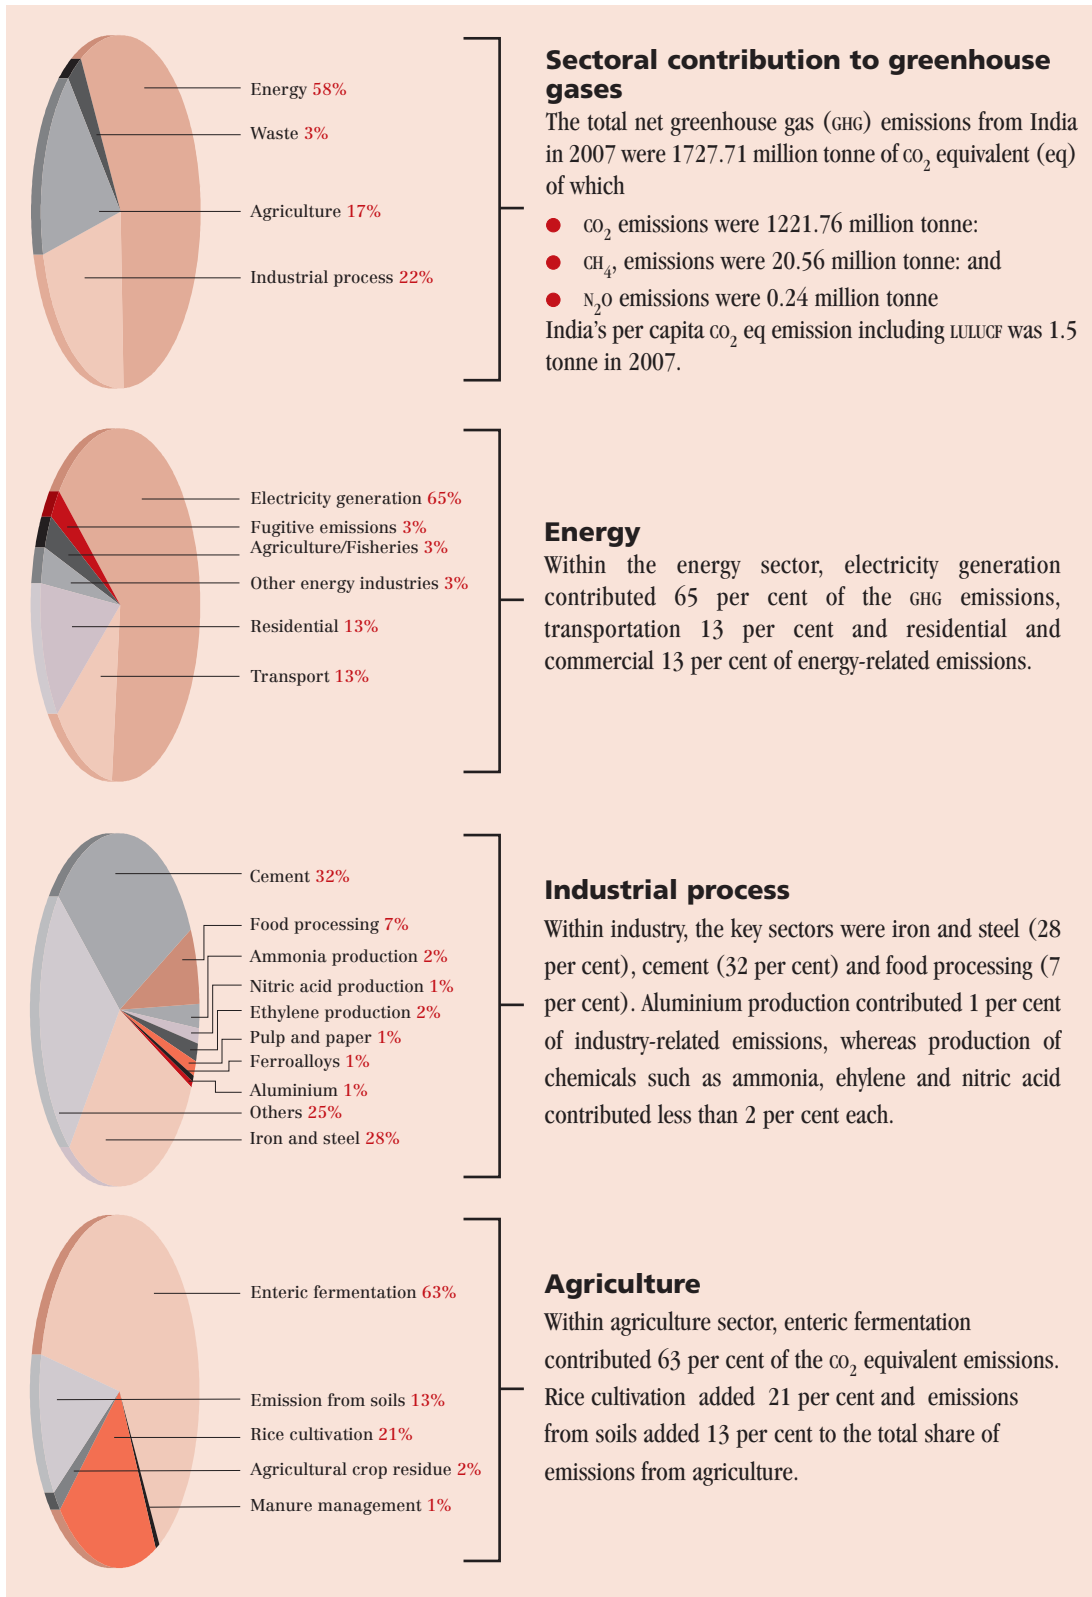 Energy 58%
Waste 3%
Agriculture 17%
Industrial process 22%
Sectoral contribution to greenhouse
gases
The total net greenhouse gas (GHG) emissions from India
in 2007 were 1727.71 million tonne of CO2 equivalent (eq)
of which
● CO2 emissions were 1221.76 million tonne:
● CH4, emissions were 20.56 million tonne: and
● N2O emissions were 0.24 million tonne
India's per capita CO2 eq emission including LULUCF was 1.5
tonne in 2007.
Electricity generation 65%
Fugitive emissions 3%
Agriculture/Fisheries 3%
Other energy industries 3%
Residential 13%
Transport 13%
Energy
Within the energy sector, electricity generation
contributed 65 per cent of the GHG emissions,
transportation 13 per cent and residential and
commercial 13 per cent of energy-related emissions.
Cement 32%
Food processing 7%
Ammonia production 2%
Nitric acid production 1%
Ethylene production 2%
Pulp and paper 1%
Ferroalloys 1%
Aluminium 1%
Others 25%
Iron and steel 28%
Industrial process
Within industry, the key sectors were iron and steel (28
per cent), cement (32 per cent) and food processing (7
per cent). Aluminium production contributed 1 per cent
of industry-related emissions, whereas production of
chemicals such as ammonia, ehylene and nitric acid
contributed less than 2 per cent each.
Enteric fermentation 63%
Emission from soils 13%
Rice cultivation 21%
Agricultural crop residue 2%
Manure management 1%
Agriculture
Within agriculture sector, enteric fermentation
contributed 63 per cent of the CO2 equivalent emissions.
Rice cultivation added 21 per cent and emissions
from soils added 13 per cent to the total share of
emissions from agriculture.